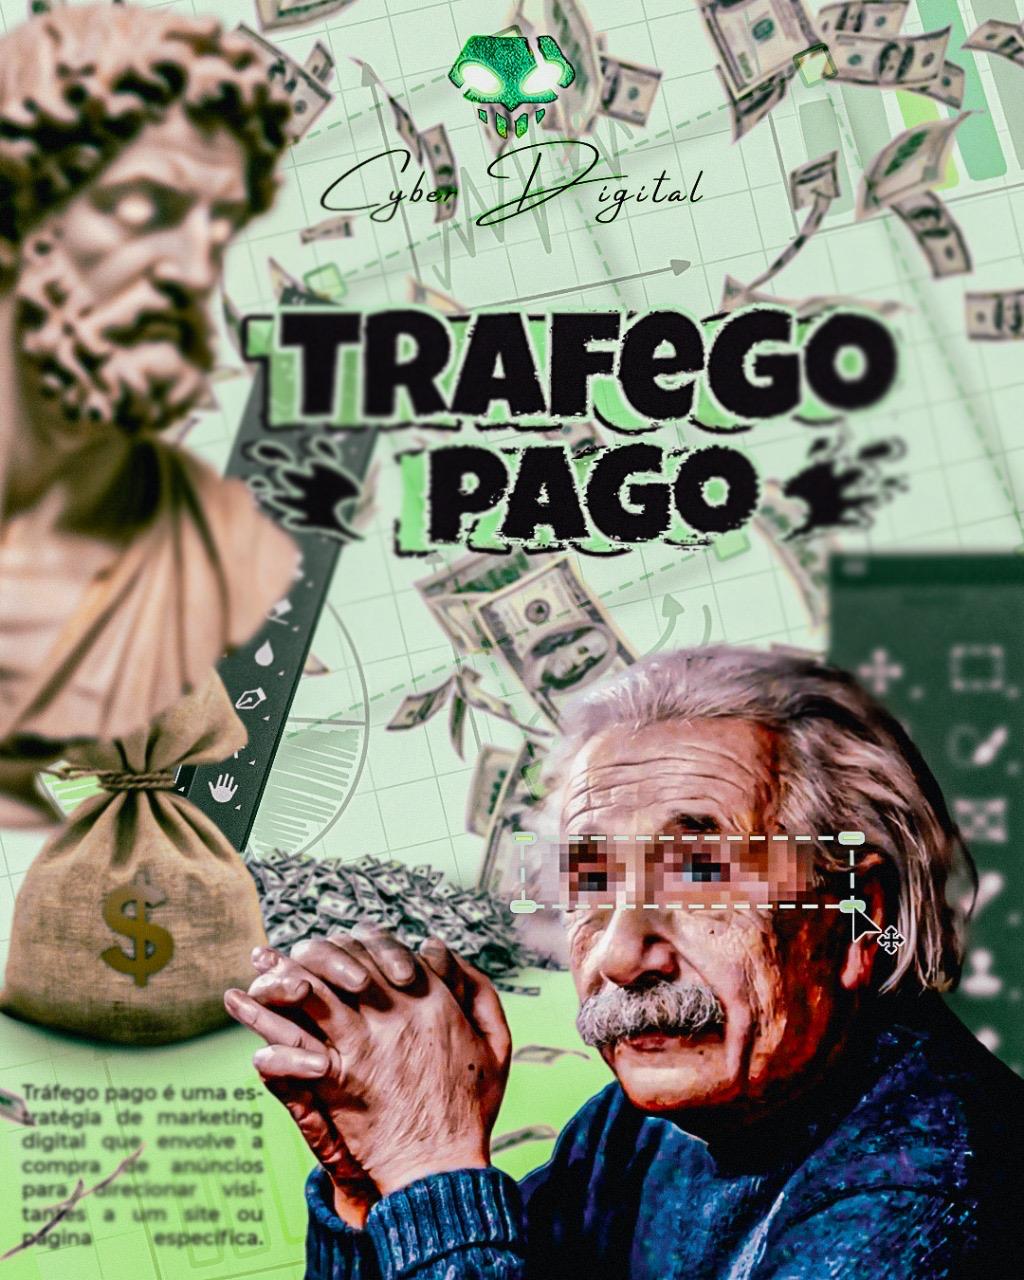 Cyber Digital
TRAFEGO
PAGO
$
Tráfego pago é uma es-
tratégia de marketing
digital que envolve a
compra de anúncios
para direcionar visi-
tantes a um site ou
página específica.